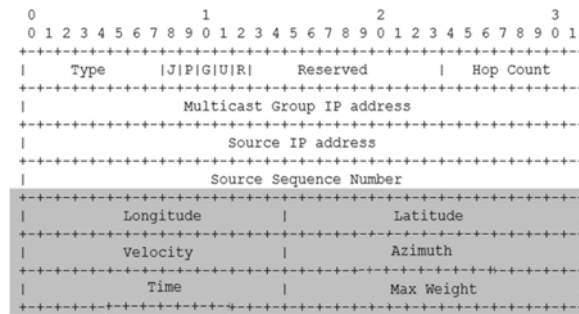 0 1 2 3
0 1 2 3 4 5 6 7 8 9 0 1 2 3 4 5 6 7 8 9 0 1 2 3 4 5 6 7 8 9 0 1
+-+-+-+-+-+-+-+-+-+-+-+-+-+-+-+-+-+-+-+-+-+-+-+-+-+-+-+-+-+-+-+-+
| Type |J|P|G|U|R| Reserved | Hop Count
+-+-+-+-+-+-+-+-+-+-+-+-+-+-+-+-+-+-+-+-+-+-+-+-+-+-+-+-+-+-+-+-+
| Multicast Group IP address
+-+-+-+-+-+-+-+-+-+-+-+-+-+-+-+-+-+-+-+-+-+-+-+-+-+-+-+-+-+-+-+-+
| Source IP address
+-+-+-+-+-+-+-+-+-+-+-+-+-+-+-+-+-+-+-+-+-+-+-+-+-+-+-+-+-+-+-+-+
| Source Sequence Number
+-+-+-+-+-+-+-+-+-+-+-+-+-+-+-+-+-+-+-+-+-+-+-+-+-+-+-+-+-+-+-+-+
| Longitude | Latitude
+-+-+-+-+-+-+-+-+-+-+-+-+-+-+-+-+-+-+-+-+-+-+-+-+-+-+-+-+-+-+-+-+
| Velocity | Azimuth
+-+-+-+-+-+-+-+-+-+-+-+-+-+-+-+-+-+-+-+-+-+-+-+-+-+-+-+-+-+-+-+-+
| Time | Max Weight
+-+-+-+-+-+-+-+-+-+-+-+-+-+-+-+-+-+-+-+-+-+-+-+-+-+-+-+-+-+-+-+-+